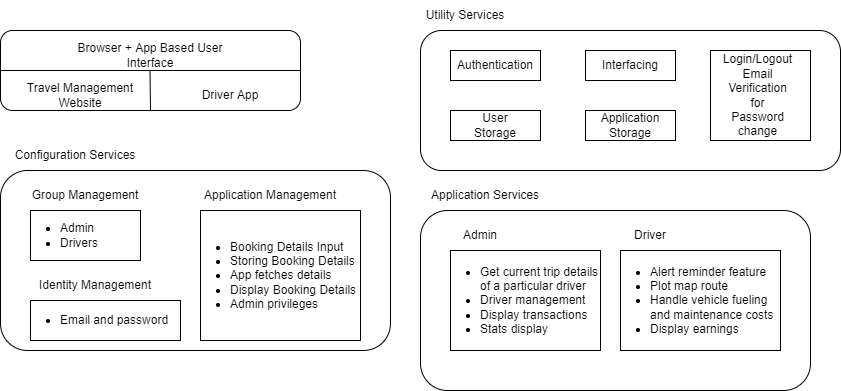 Browser + App Based User
Interface
Travel Management
Website
Driver App
Utility Services
Authentication
Interfacing
Login/Logout
Email
Verification
for
Password
change
User
Storage
Application
Storage
Configuration Services
Group Management
Admin
Drivers
Identity Management
Email and password
Application Management
Booking Details Input
Storing Booking Details
App fetches details
Display Booking Details
Admin privileges
Application Services
Admin
Get current trip details
of a particular driver
Driver management
Display transactions
Stats display
Driver
Alert reminder feature
Plot map route
Handle vehicle fueling
and maintenance costs
Display earnings